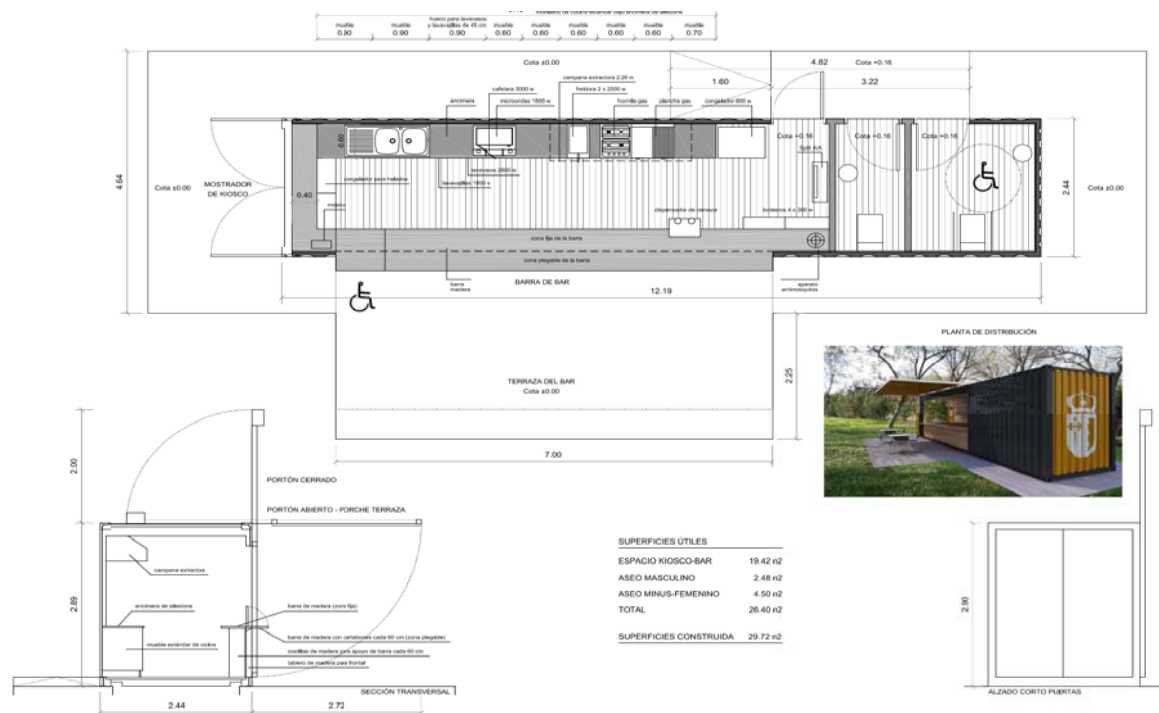 mueble
0.90
mueble
0.90
hueco para lavavasos
y lavavajillas de 45 cm
0.90
mueble
0.60
mueble
0.60
mueble
0.60
mueble
0.60
mueble
0.60
mueble
0.70
Cota ±0.00
4.82
Cota +0.16
1.60
3.22
campana extractora 2.26 m
cafetera 3000 w
freidora 2 x 2500 w
encimera
microondas 1800 w
hornilla gas
plancha gas
congelador 600 w
0.60
Cota +0.16
Cota +0.16
Cota +0.16
Split A/A
4.64
Cota ±0.00
MOSTRADOR
DE KIOSCO
lavavasos 2800 w
lavavajillas 1800 w
congelador para helados
0.40
2.44
Cota ±0.00
música
dispensador de cerveza
botelleros 4 x 300 w
zona fija de la barra
zona plegable de la barra
barra
madera
BARRA DE BAR
aparato
antimosquitos
12.19
PLANTA DE DISTRIBUCIÓN
TERRAZA DEL BAR
Cota ±0.00
2.25
7.00
2.00
PORTÓN CERRADO
PORTÓN ABIERTO - PORCHE TERRAZA
campana extractora
encimera de silestone
mueble estándar de cocina
2.89
barra de madera (zona fija)
barra de madera con cartabones cada 60 cm (zona plegable)
costillas de madera para apoyo de barra cada 60 cm
tablero de madera para frontal
SECCIÓN TRANSVERSAL
2.44
2.72
SUPERFICIES ÚTILES
ESPACIO KIOSCO-BAR 19.42 m2
ASEO MASCULINO 2.48 m2
ASEO MINUS-FEMENINO 4.50 m2
TOTAL 26.40 m2
SUPERFICIES CONSTRUIDA 29.72 m2
2.90
ALZADO CORTO PUERTAS